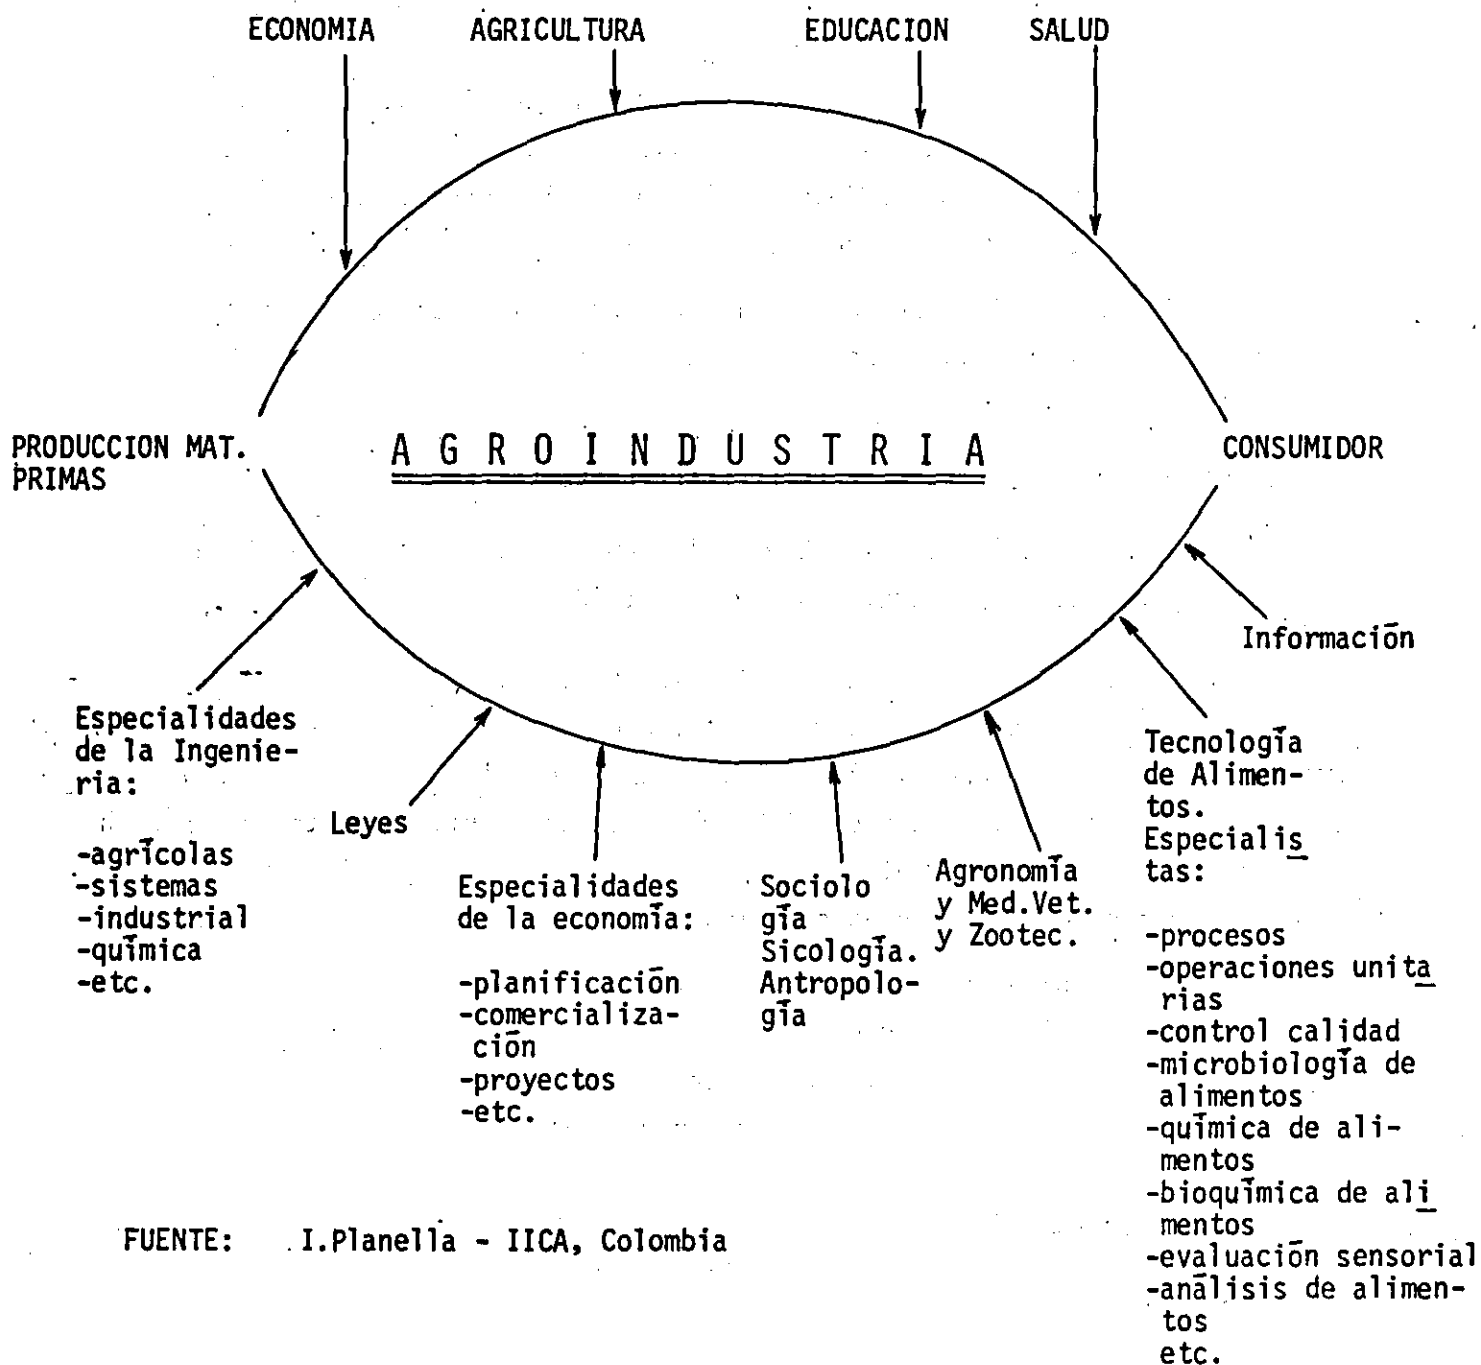 ECONOMIA AGRICULTURA EDUCACION SALUD
PRODUCCION MAT.
PRIMAS
A G R O I N D U S T R I A
CONSUMIDOR
Especialidades
de la Ingenie-
ria:
-agrícolas
-sistemas
-industrial
-química
-etc.
Leyes
Especialidades
de la economía:
-planificación
-comercializa-
ción
-proyectos
-etc.
Sociolo
gía
Sicología.
Antropolo-
gía
Agronomía
y Med.Vet.
y Zootec.
Tecnología
de Alimen-
tos.
Especialis
tas:
-procesos
-operaciones unita
rias
-control calidad
-microbiología de
alimentos
-química de ali-
mentos
-bioquímica de ali
mentos
-evaluación sensorial
-análisis de alimen-
tos
etc.
Información
FUENTE: I.Planella - IICA, Colombia